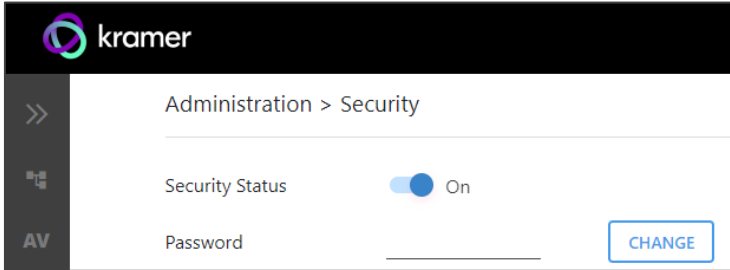 kramer
Administration > Security
Security Status On
AV
Password CHANGE